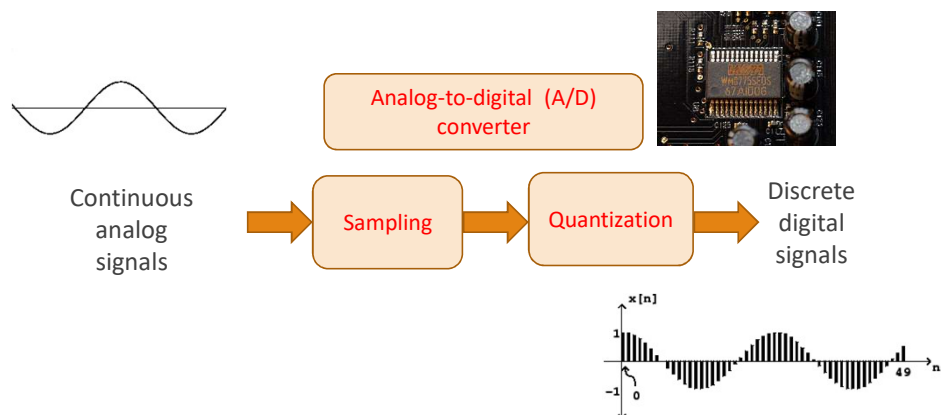 Analog-to-digital (A/D)
converter
Continuous
analog
signals
Sampling
Quantization
Discrete
digital
signals
x[n]
1
-1
0
49
n